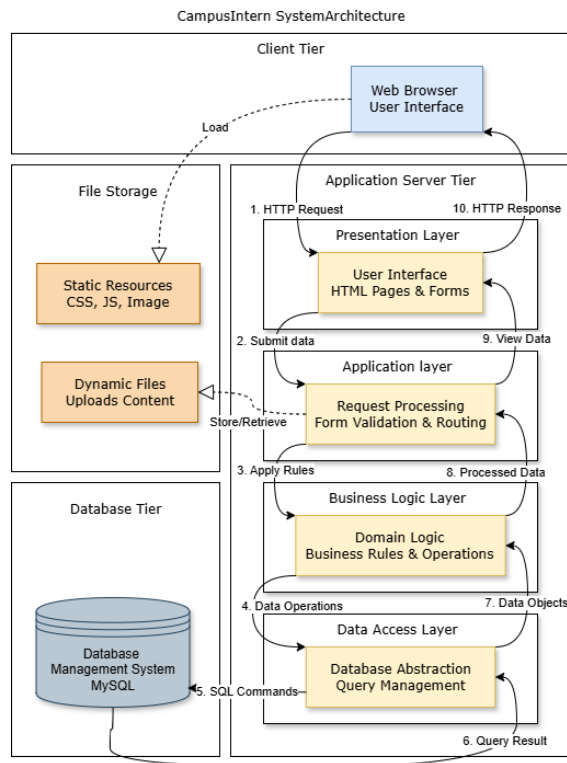 CampusIntern SystemArchitecture
Client Tier
Web Browser
User Interface
Load
File Storage
Application Server Tier
1. HTTP Request
10. HTTP Response
Presentation Layer
Static Resources
CSS, JS, Image
User Interface
HTML Pages & Forms
2. Submit data
9. View Data
Application layer
Dynamic Files
Uploads Content
Store/Retrieve
Request Processing
Form Validation & Routing
3. Apply Rules
8. Processed Data
Database Tier
Business Logic Layer
Domain Logic
Business Rules & Operations
4. Data Operations
7. Data Objects
Data Access Layer
Database
Management System
MySQL
Database Abstraction
Query Management
5. SQL Commands
6. Query Result